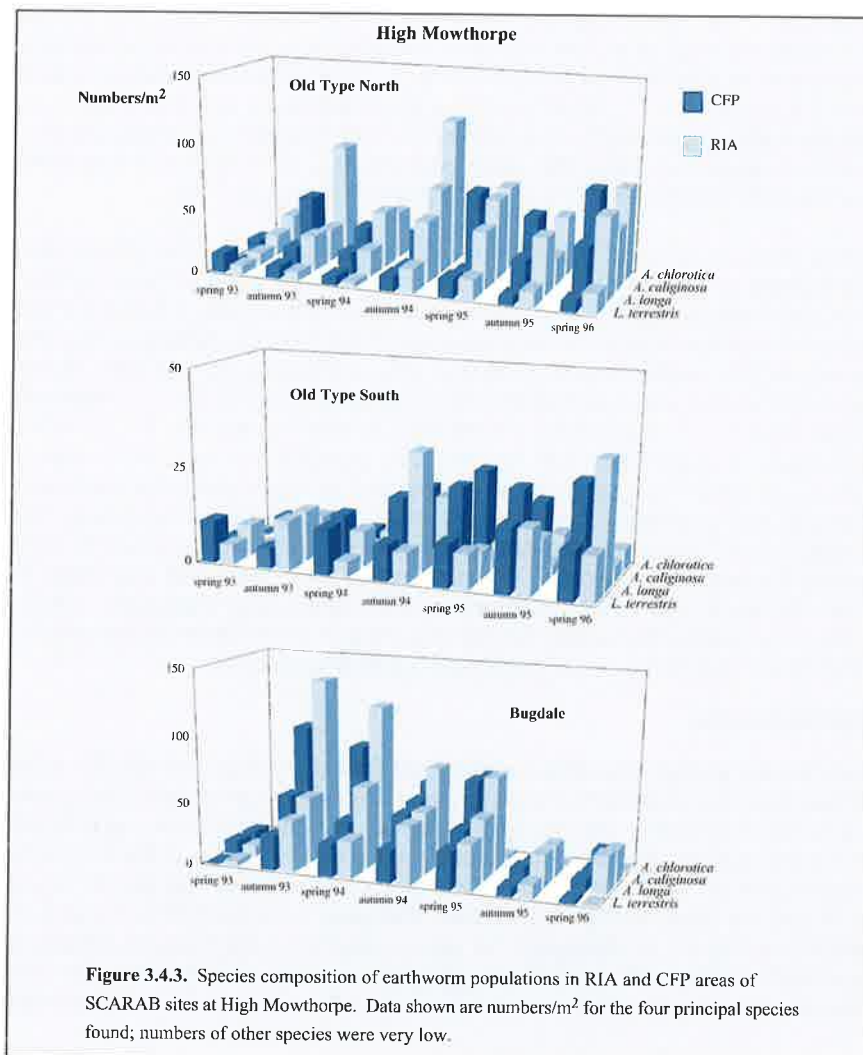 High Mowthorpe
150
Old Type North
Numbers/m²
CFP
100
RIA
50
0
A. chlorotica
A. caliginosa
A. longa
L. terrestris
spring 93
autumn 93
spring 94
autumn 94
spring 95
autumn 95
spring 96
50
Old Type South
25
0
A. chlorotica
A. caliginosa
A. longa
L. terrestris
spring 93
autumn 93
spring 94
autumn 94
spring 95
autumn 95
spring 96
150
Bugdale
100
50
0
A. chlorotica
A. caliginosa
A. longa
L. terrestris
spring 93
autumn 93
spring 94
autumn 94
spring 95
autumn 95
spring 96
Figure 3.4.3. Species composition of earthworm populations in RIA and CFP areas of
SCARAB sites at High Mowthorpe. Data shown are numbers/m² for the four principal species
found; numbers of other species were very low.